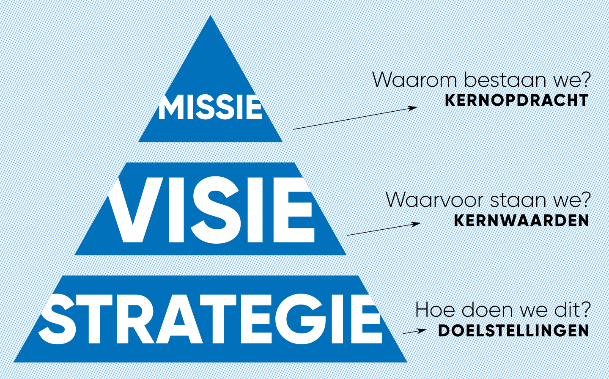 MISSIE
Waarom bestaan we?
KERNOPDRACHT
VISIE
Waarvoor staan we?
KERNWAARDEN
STRATEGIE
Hoe doen we dit?
DOELSTELLINGEN